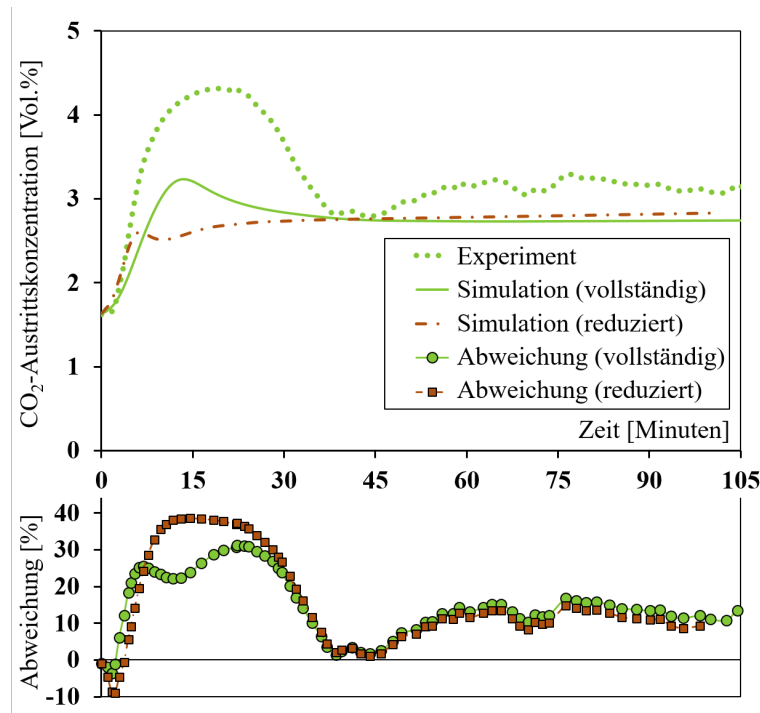 5
4
3
2
1
0
CO₂-Austrittskonzentration [Vol.%]
Experiment
Simulation (vollständig)
Simulation (reduziert)
Abweichung (vollständig)
Abweichung (reduziert)
Zeit [Minuten]
0 15 30 45 60 75 90 105
40
30
20
10
0
-10
Abweichung [%]